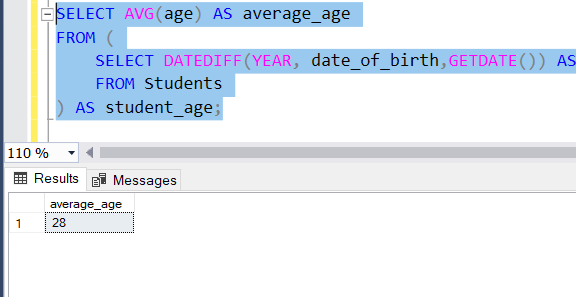 SELECT AVG(age) AS average_age
FROM (
SELECT DATEDIFF(YEAR, date_of_birth,GETDATE()) AS
FROM Students
) AS student_age;
110 %
Results Messages
average_age
1 28